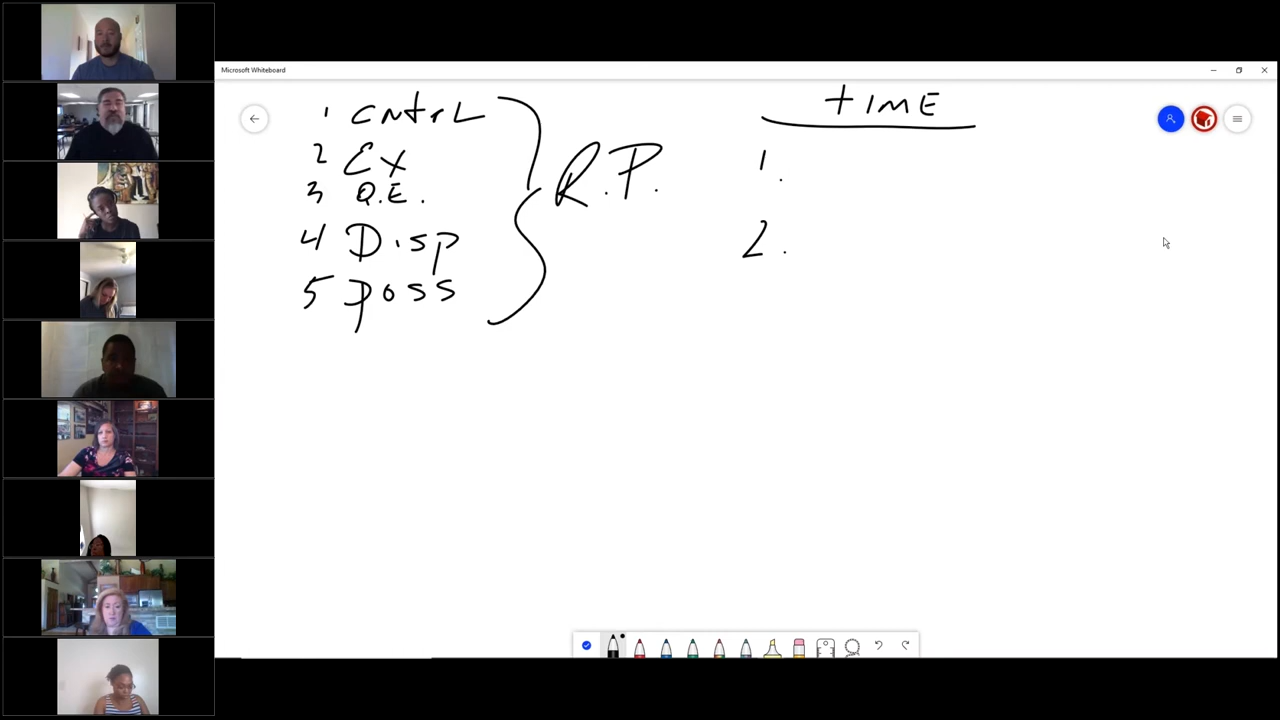 Microsoft Whiteboard
1 CNtrL
2 EX
3 Q.E.
4 Disp
5 poss
R.P.
tIME
1.
2.